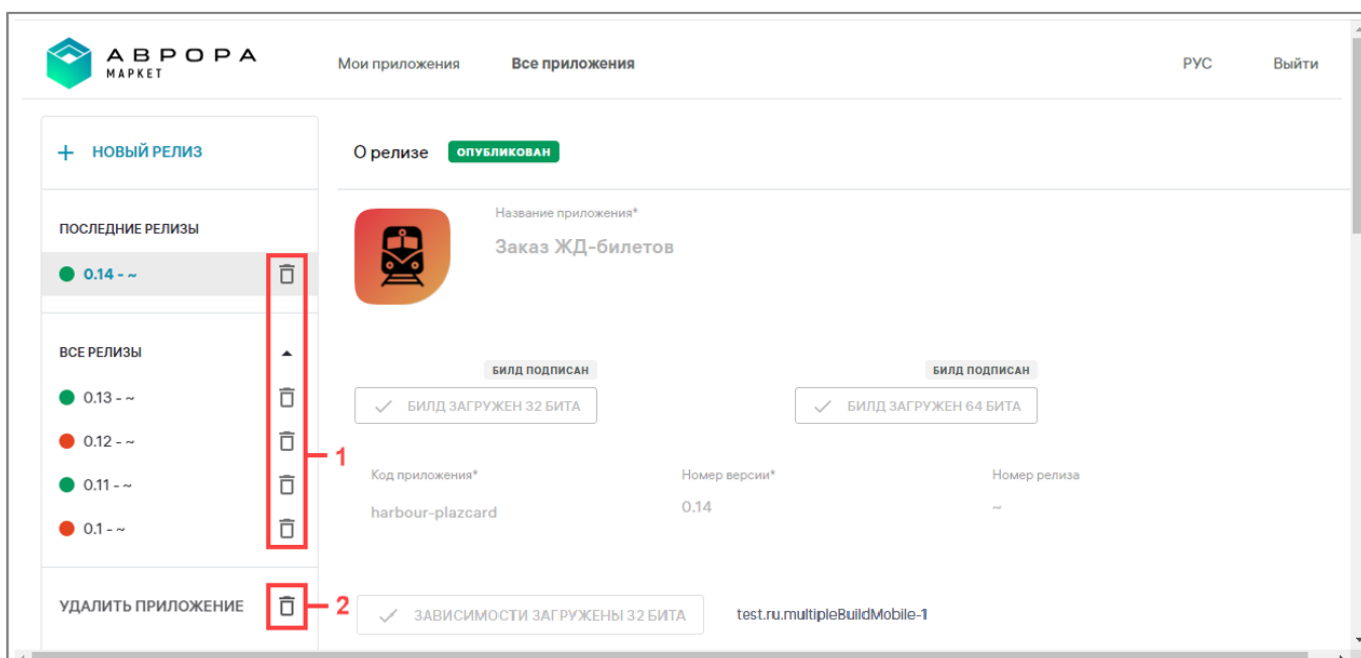 АВРОРА
МАРКЕТ
Мои приложения
Все приложения
РУС
Выйти
+ НОВЫЙ РЕЛИЗ
ПОСЛЕДНИЕ РЕЛИЗЫ
0.14 - ~
ВСЕ РЕЛИЗЫ
0.13 - ~
0.12 - ~
0.11 - ~
0.1 - ~
1
УДАЛИТЬ ПРИЛОЖЕНИЕ
2
О релизе
ОПУБЛИКОВАН
Название приложения*
Заказ ЖД-билетов
БИЛД ПОДПИСАН
БИЛД ЗАГРУЖЕН 32 БИТА
БИЛД ПОДПИСАН
БИЛД ЗАГРУЖЕН 64 БИТА
Код приложения*
harbour-plazcard
Номер версии*
0.14
Номер релиза
~
ЗАВИСИМОСТИ ЗАГРУЖЕНЫ 32 БИТА
test.ru.multipleBuildMobile-1